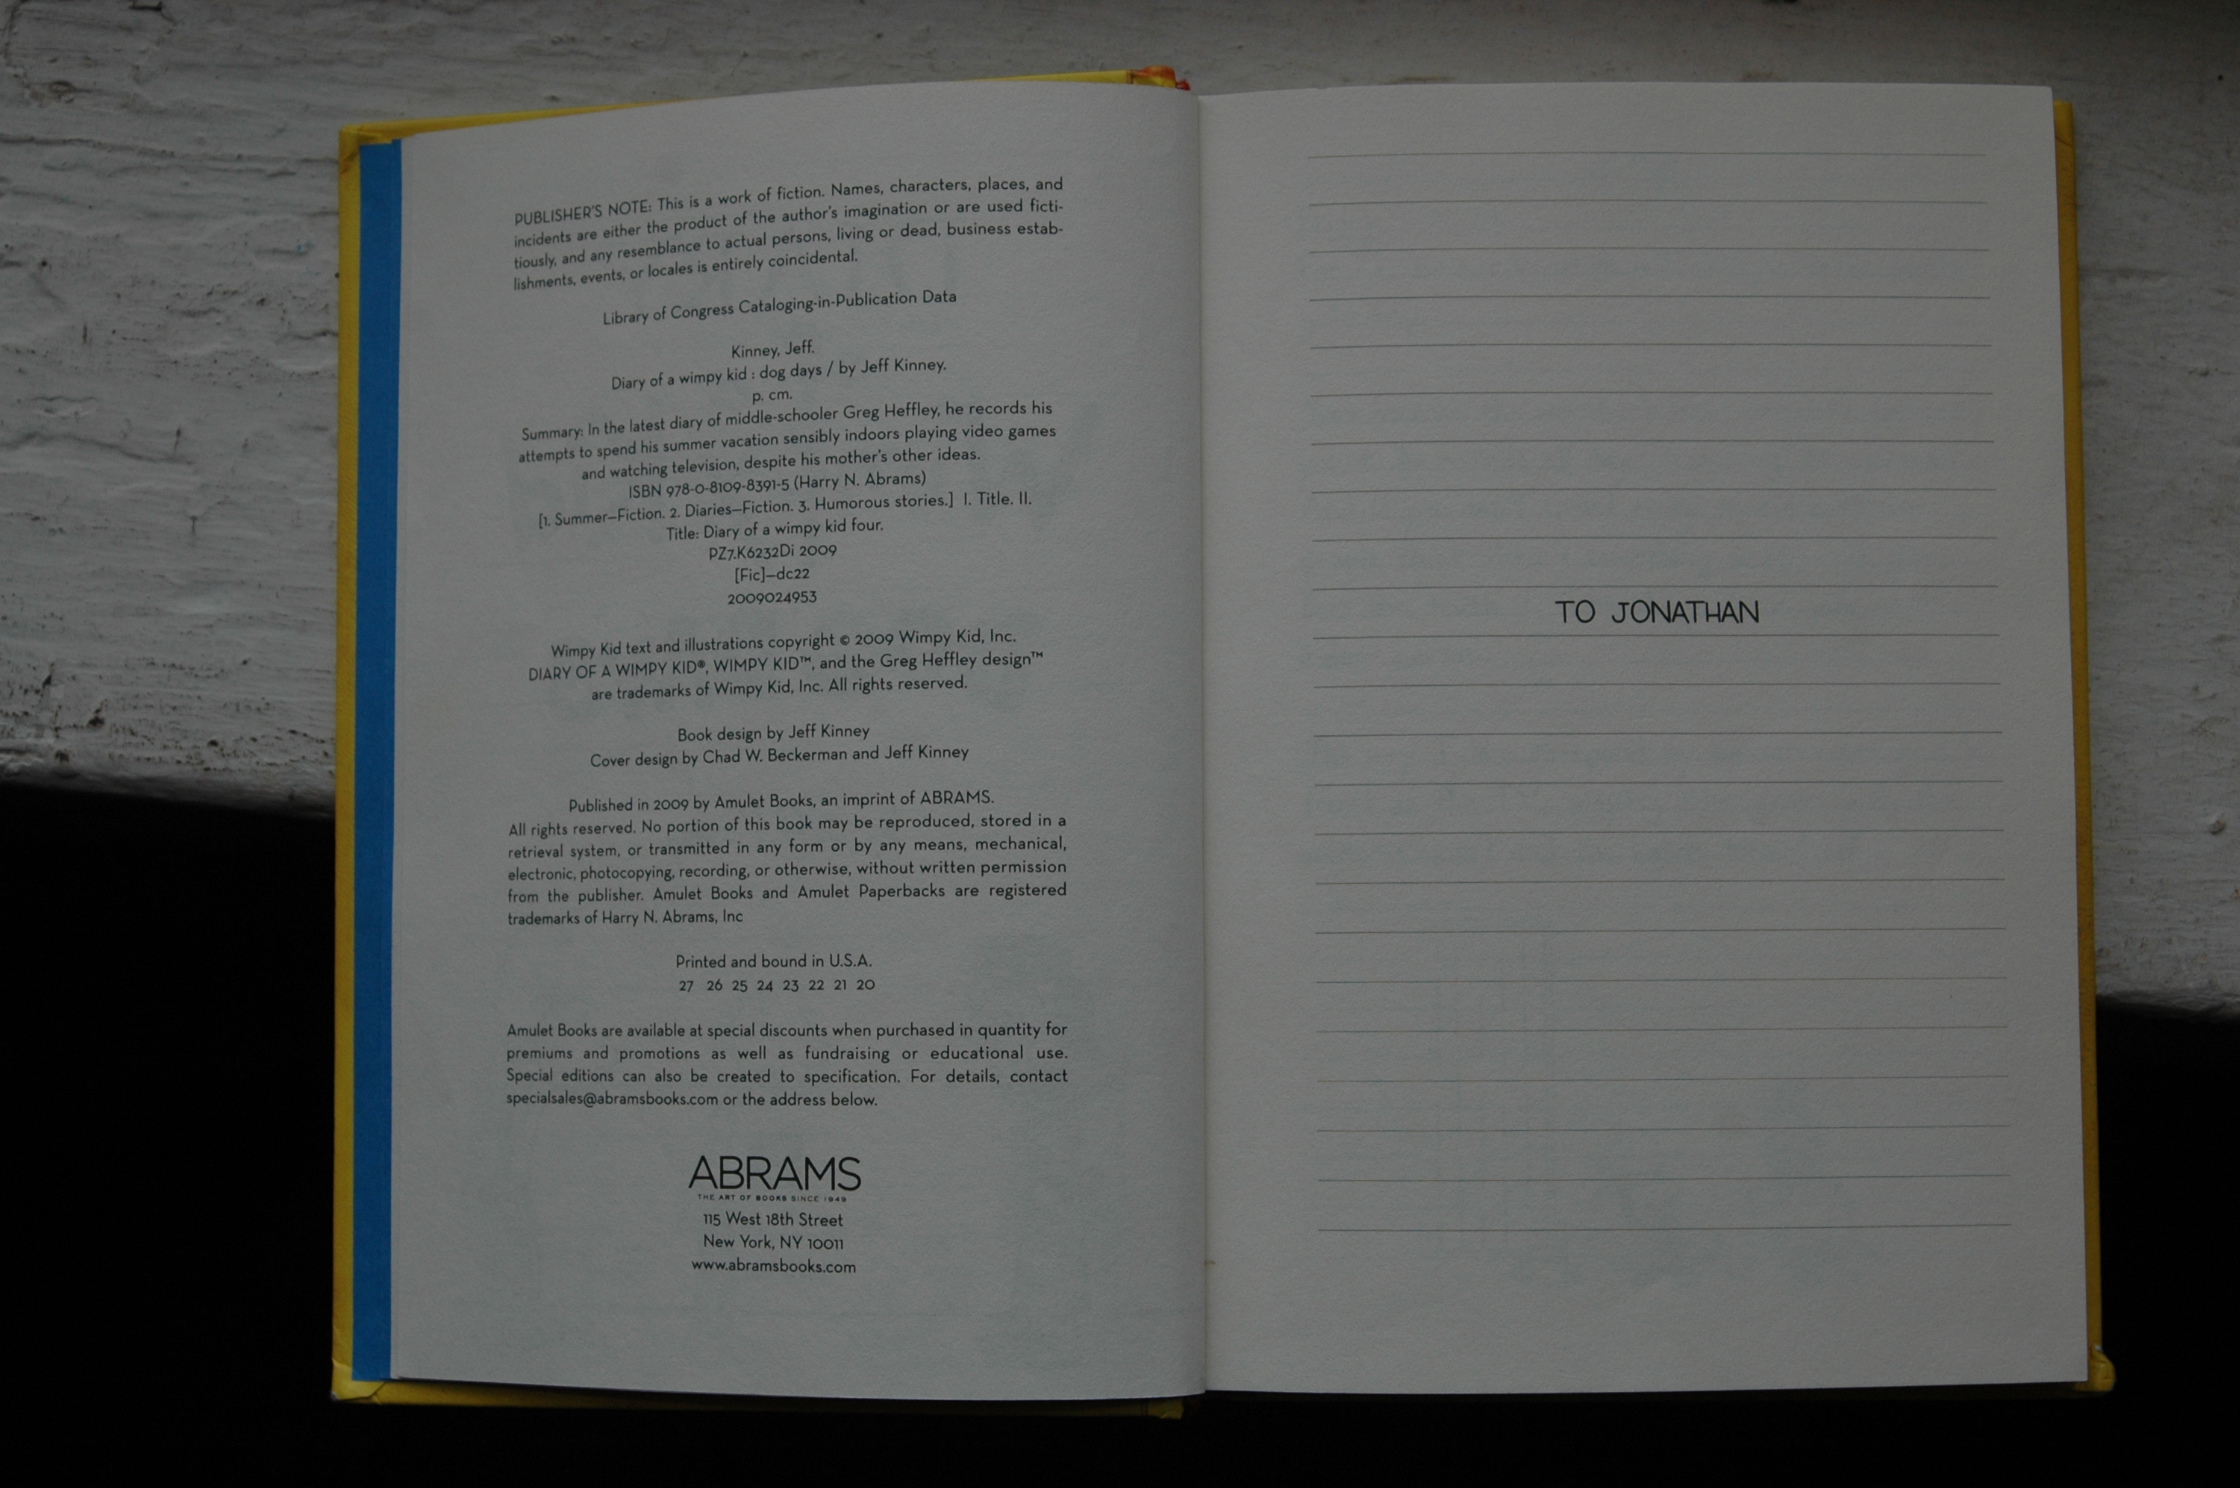 PUBLISHER'S NOTE: This is a work of fiction. Names, characters, places, and
incidents are either the product of the author's imagination or are used ficti-
tiously, and any resemblance to actual persons, living or dead, business estab-
lishments, events, or locales is entirely coincidental.
Library of Congress Cataloging-in-Publication Data
Kinney, Jeff.
Diary of a wimpy kid : dog days / by Jeff Kinney.
p. cm.
Summary: In the latest diary of middle-schooler Greg Heffley, he records his
attempts to spend his summer vacation sensibly indoors playing video games
and watching television, despite his mother's other ideas.
ISBN 978-0-8109-8391-5 (Harry N. Abrams)
[1. Summer—Fiction. 2. Diaries—Fiction. 3. Humorous stories.] I. Title. II.
Title: Diary of a wimpy kid four.
PZ7.K6232Di 2009
[Fic]—dc22
2009024953
Wimpy Kid text and illustrations copyright © 2009 Wimpy Kid, Inc.
DIARY OF A WIMPY KID®, WIMPY KID™, and the Greg Heffley design™
are trademarks of Wimpy Kid, Inc. All rights reserved.
Book design by Jeff Kinney
Cover design by Chad W. Beckerman and Jeff Kinney
Published in 2009 by Amulet Books, an imprint of ABRAMS.
All rights reserved. No portion of this book may be reproduced, stored in a
retrieval system, or transmitted in any form or by any means, mechanical,
electronic, photocopying, recording, or otherwise, without written permission
from the publisher. Amulet Books and Amulet Paperbacks are registered
trademarks of Harry N. Abrams, Inc
Printed and bound in U.S.A.
27 26 25 24 23 22 21 20
Amulet Books are available at special discounts when purchased in quantity for
premiums and promotions as well as fundraising or educational use.
Special editions can also be created to specification. For details, contact
specialsales@abramsbooks.com or the address below.
ABRAMS
THE ART OF BOOKS SINCE 1949
115 West 18th Street
New York, NY 10011
www.abramsbooks.com
TO JONATHAN